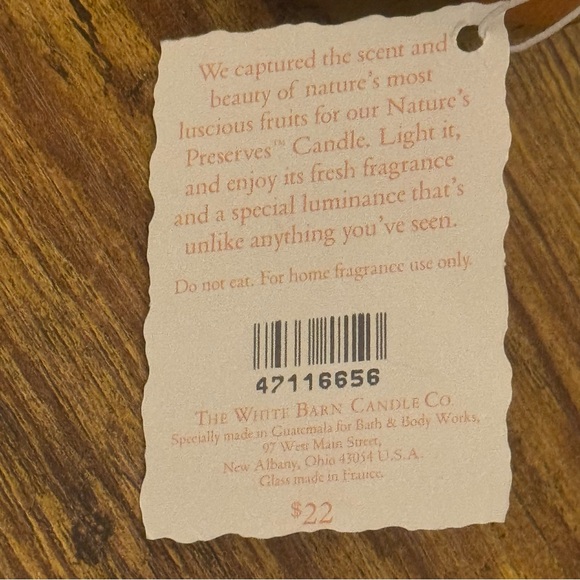 We captured the scent and
beauty of nature's most
luscious fruits for our Nature's
Preserves™ Candle. Light it,
and enjoy its fresh fragrance
and a special luminance that's
unlike anything you've seen.
Do not eat. For home fragrance use only.
47116656
THE WHITE BARN CANDLE CO
Specially made in Guatemala for Bath & Body Works,
97 West Main Street,
New Albany, Ohio 43054 U.S.A.
Glass made in France.
$22